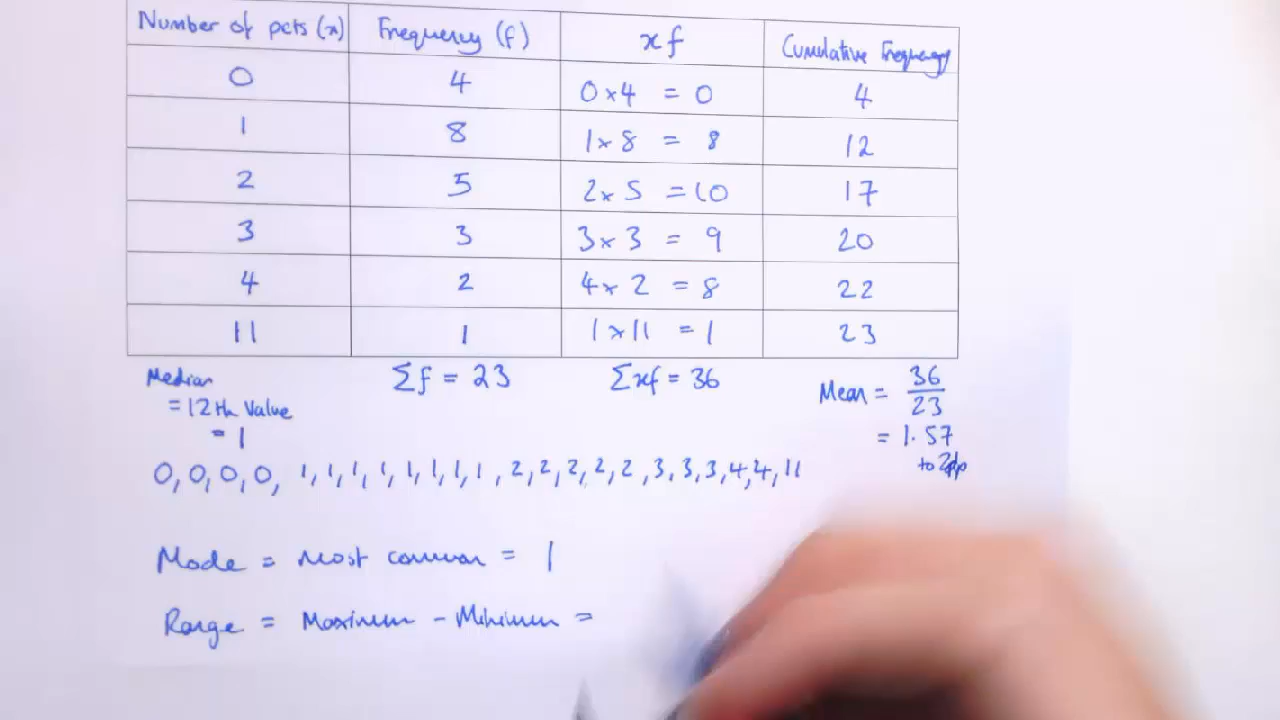 Number of pets (x) Frequency (f) xf Cumulative Frequency
0 4 0 × 4 = 0 4
1 8 1 × 8 = 8 12
2 5 2 × 5 = 10 17
3 3 3 × 3 = 9 20
4 2 4 × 2 = 8 22
11 1 1 × 11 = 1 23
Σf = 23 Σxf = 36
Median
= 12th Value
= 1
Mean = 36/23
= 1.57
to 2dp
0, 0, 0, 0, 1, 1, 1, 1, 1, 1, 1, 1, 2, 2, 2, 2, 2, 3, 3, 3, 4, 4, 11
Mode = most common = 1
Range = Maximum - Minimum =